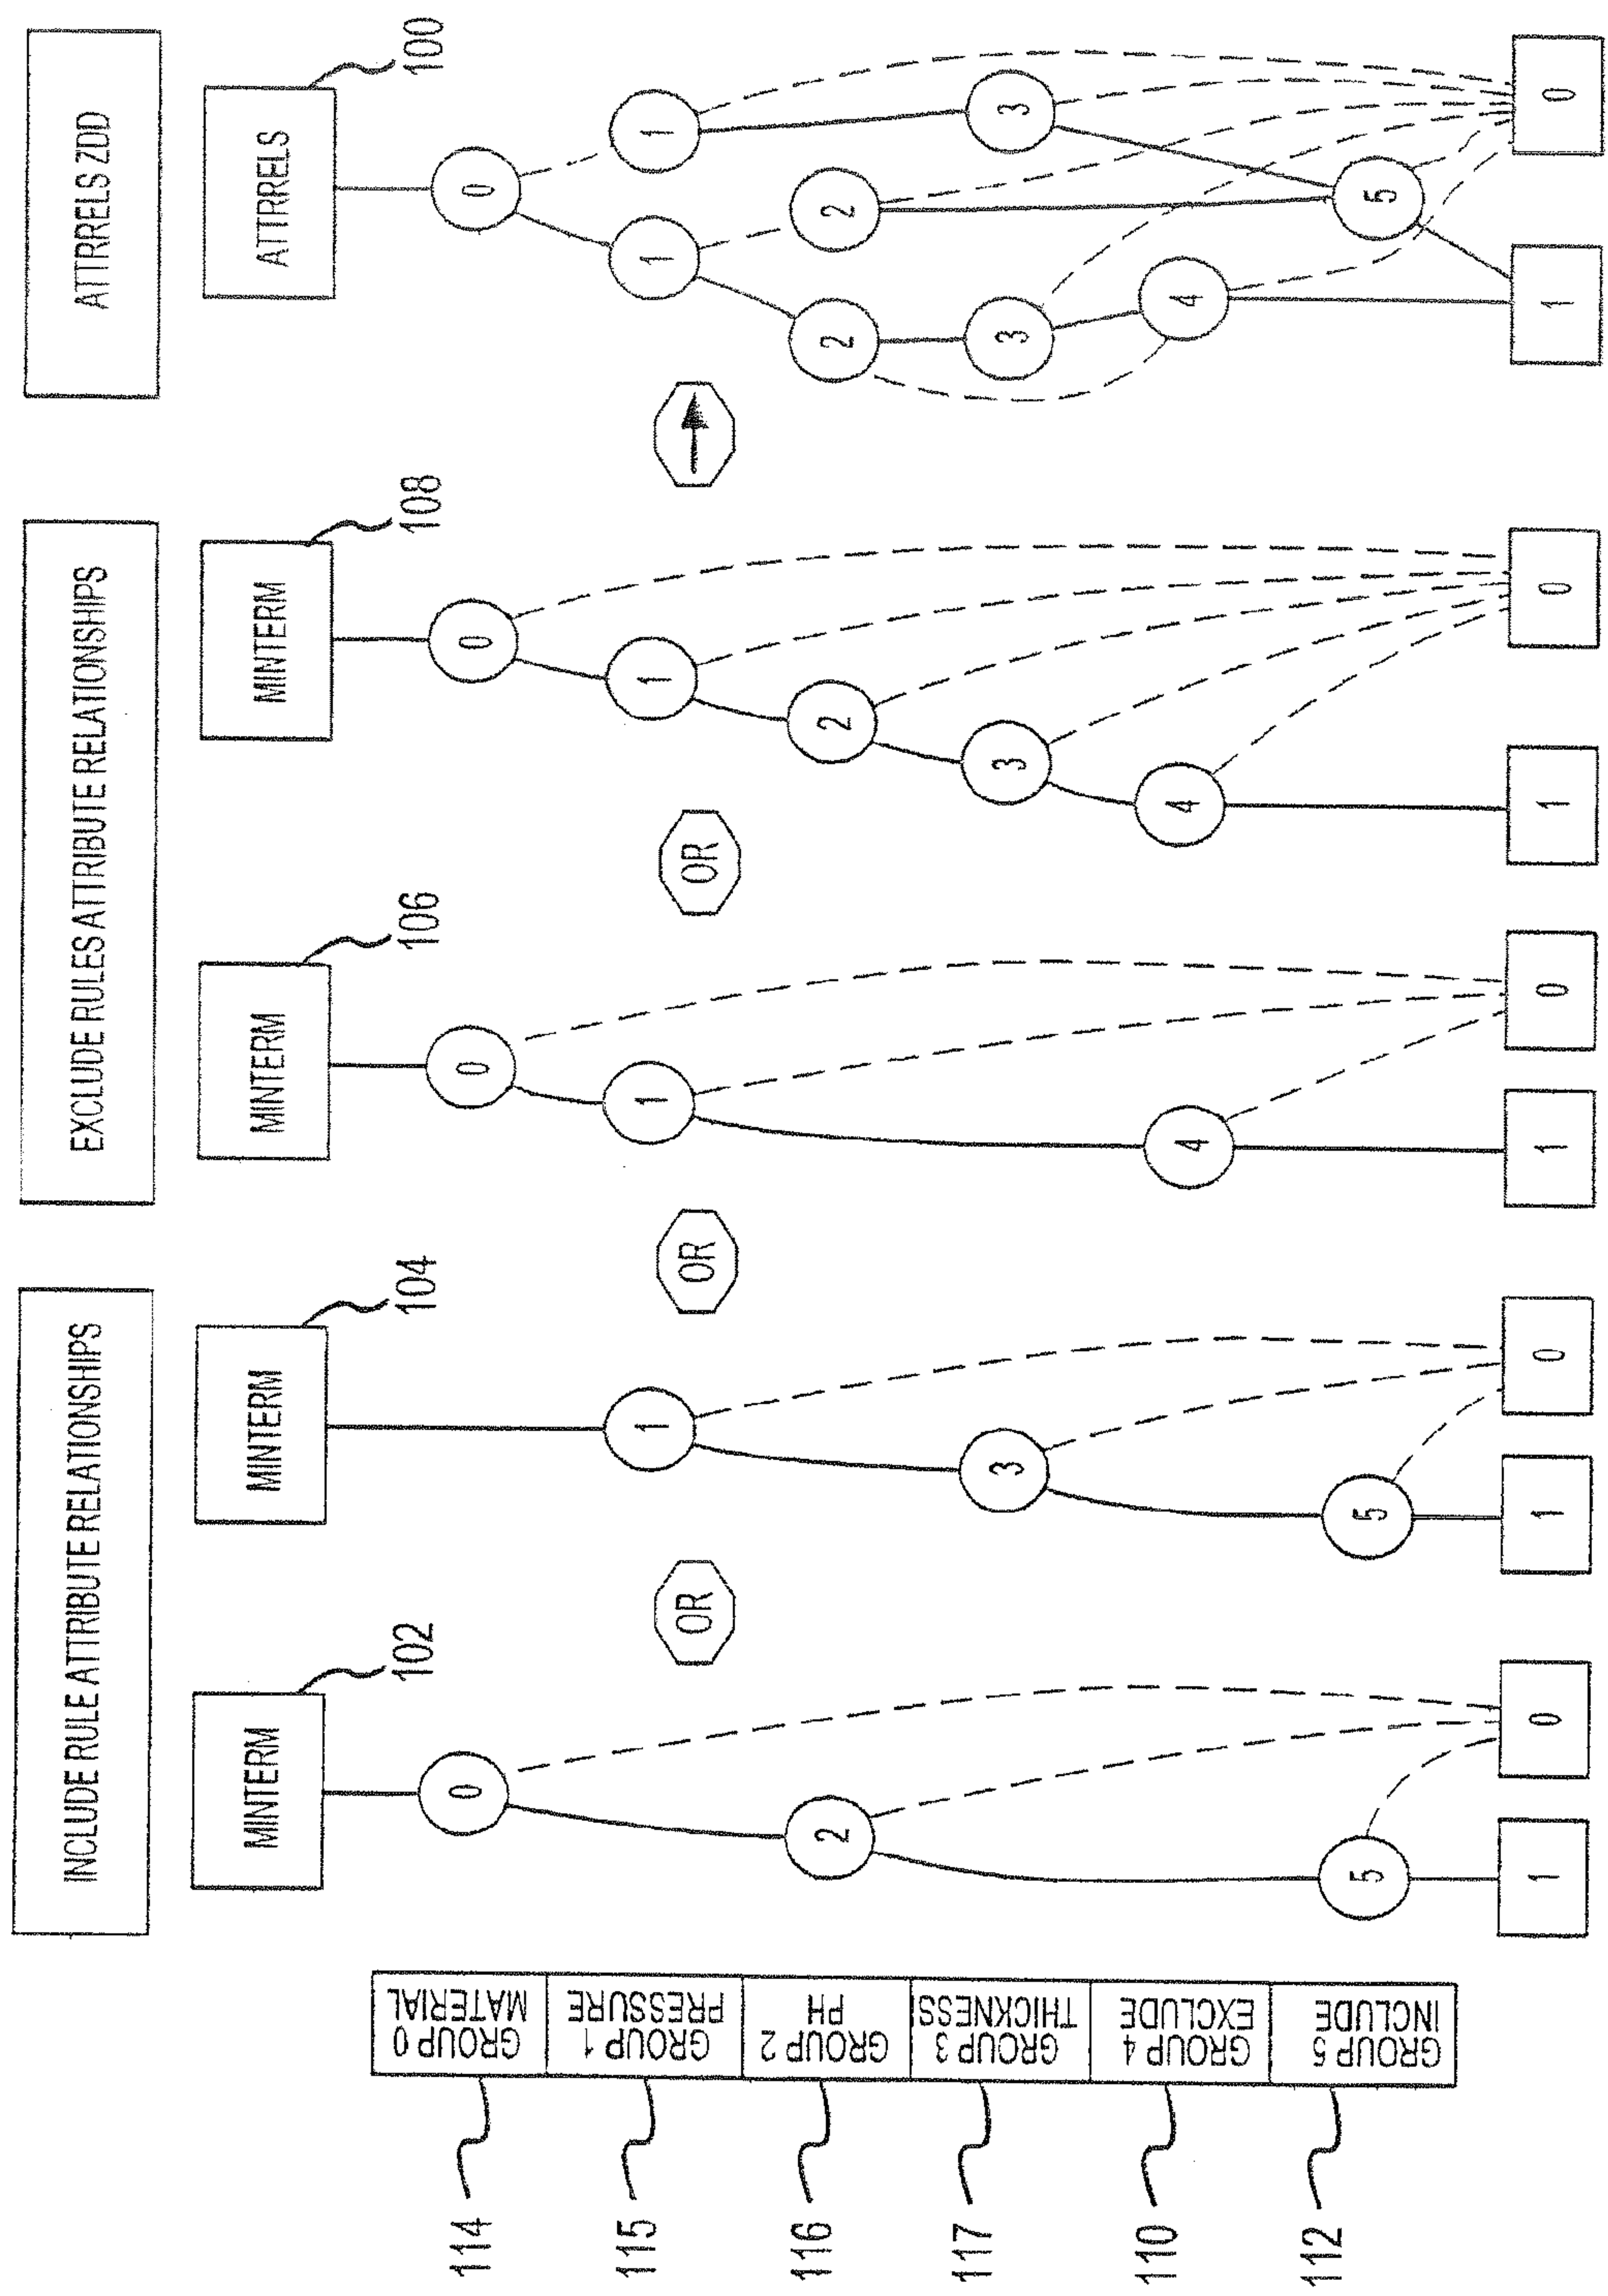 INCLUDE RULE ATTRIBUTE RELATIONSHIPS
EXCLUDE RULES ATTRIBUTE RELATIONSHIPS
ATTRRELS ZDD
MINTERM
102
MINTERM
104
MINTERM
106
MINTERM
108
ATTRRELS
100
114
GROUP 0
MATERIAL
115
GROUP 1
PRESSURE
116
GROUP 2
PH
117
GROUP 3
THICKNESS
110
GROUP 4
EXCLUDE
112
GROUP 5
INCLUDE
0
2
5
1
0
OR
1
3
5
1
0
OR
0
1
4
1
0
OR
0
1
2
3
4
1
0
0
1
1
2
2
3
3
4
5
1
0